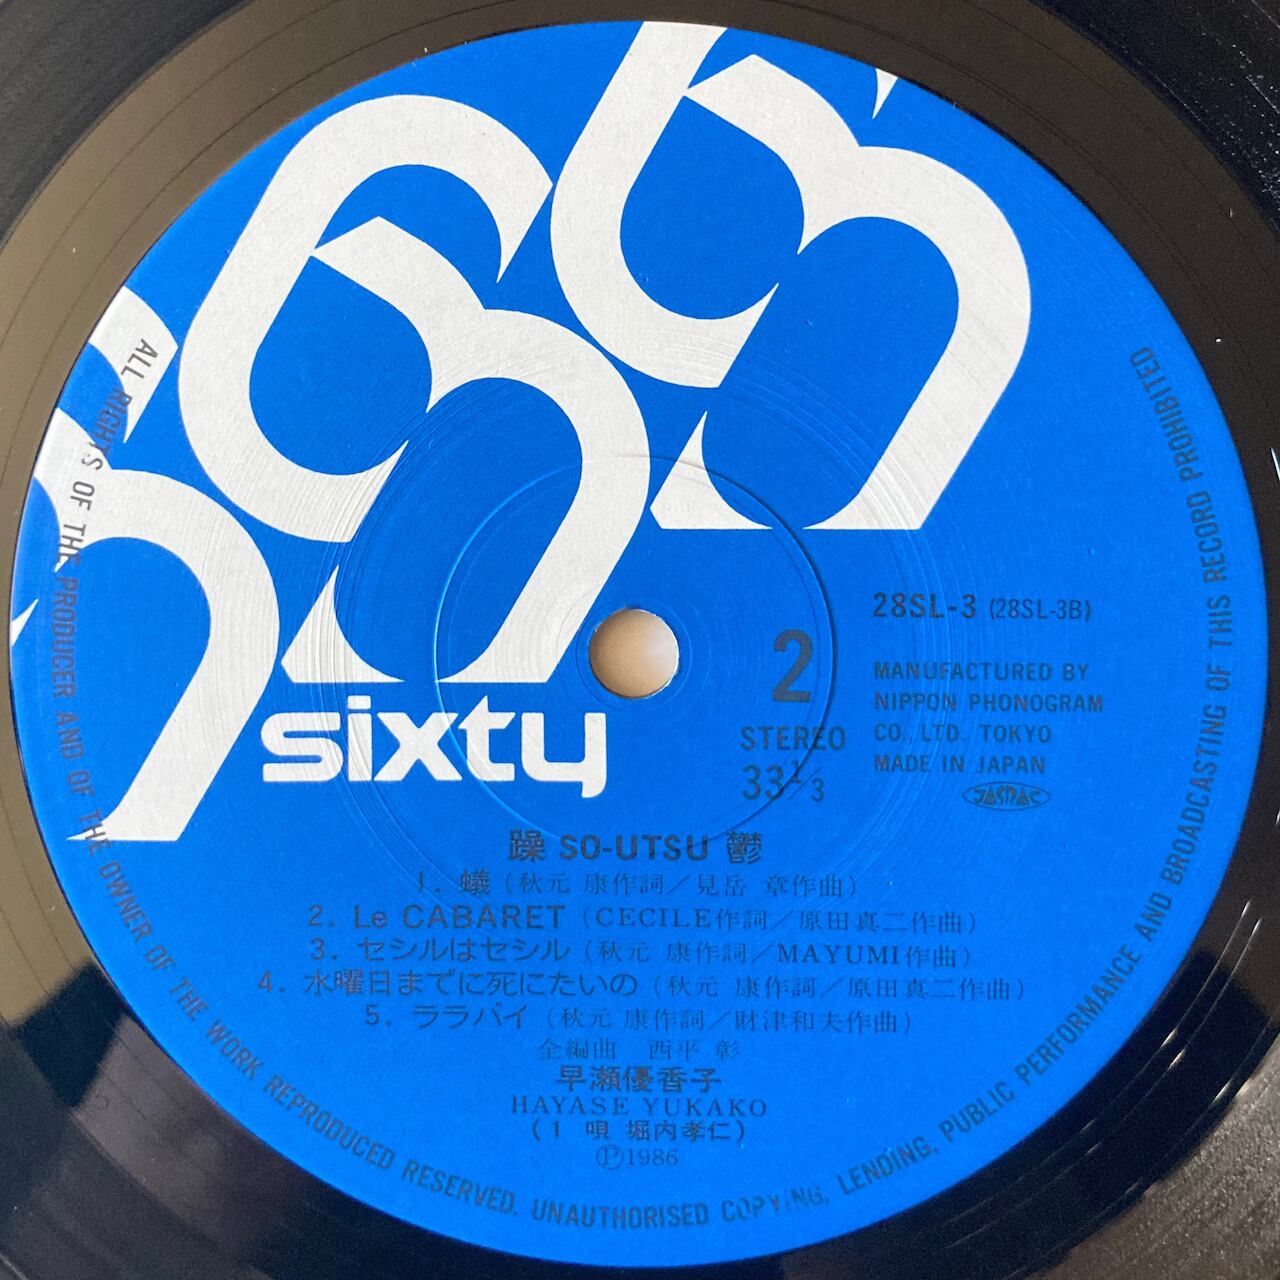 sixty
2
STEREO
33 1/3
28SL-3 (28SL-3B)
MANUFACTURED BY
NIPPON PHONOGRAM
CO., LTD. TOKYO
MADE IN JAPAN
JASRAC
躁 SO-UTSU 鬱
1. 蟻 (秋元 康作詞/見岳 章作曲)
2. Le CABARET (CECILE作詞/原田真二作曲)
3. セシルはセシル (秋元 康作詞/MAYUMI作曲)
4. 水曜日までに死にたいの (秋元 康作詞/原田真二作曲)
5. ララバイ (秋元 康作詞/財津和夫作曲)
全編曲 西平 彰
早瀬優香子
HAYASE YUKAKO
(1 唄 堀内孝仁)
Ⓟ1986
ALL RIGHTS OF THE PRODUCER AND OF THE OWNER OF THE WORK REPRODUCED RESERVED. UNAUTHORISED COPYING, LENDING, PUBLIC PERFORMANCE AND BROADCASTING OF THIS RECORD PROHIBITED